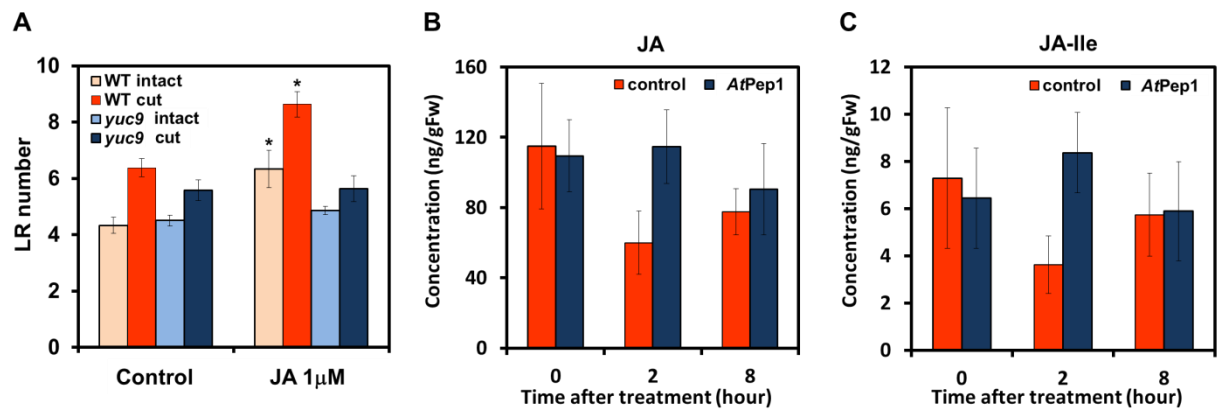 A
WT intact
WT cut
yuc9 intact
yuc9 cut
LR number
10
8
6
4
2
0
*
*
Control
JA 1μM
B
JA
control
AtPep1
Concentration (ng/gFw)
160
120
80
40
0
0
2
8
Time after treatment (hour)
C
JA-Ile
control
AtPep1
Concentration (ng/gFw)
12
10
8
6
4
2
0
0
2
8
Time after treatment (hour)